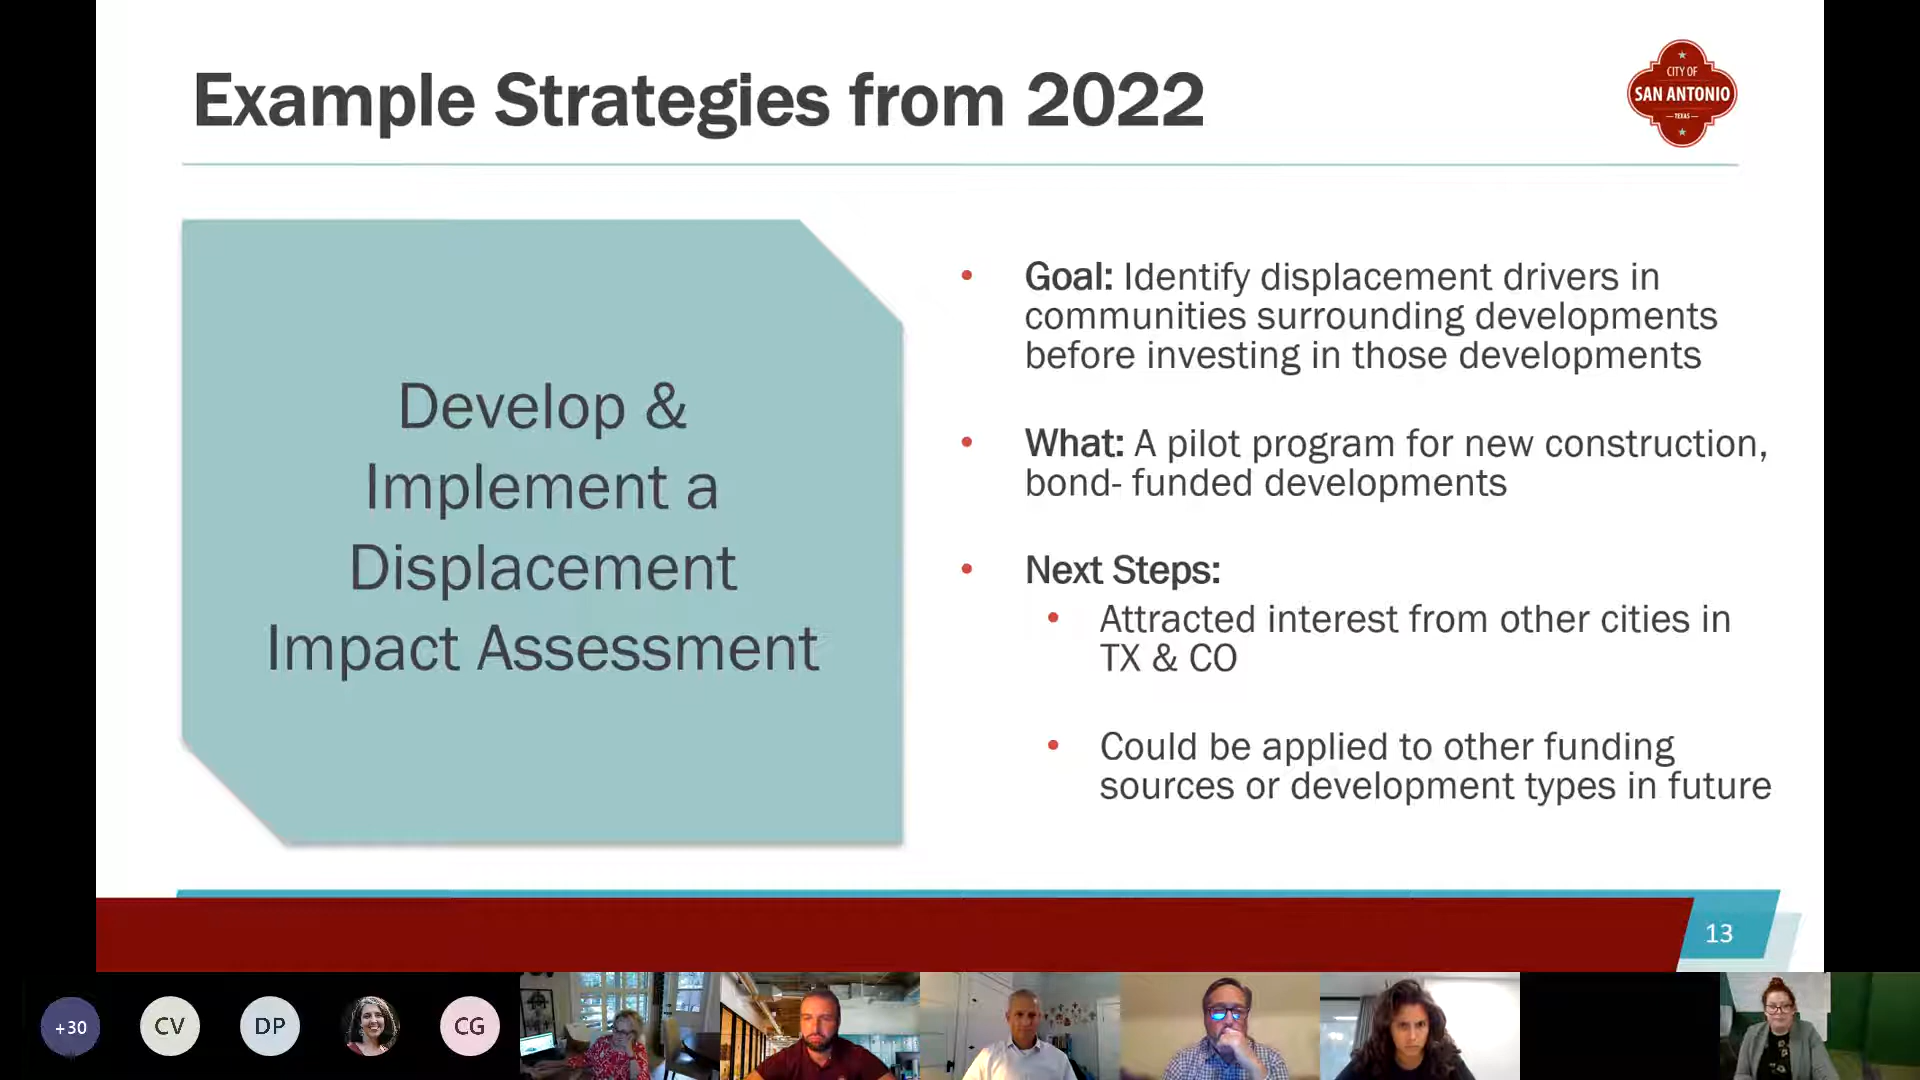 Example Strategies from 2022
CITY OF
SAN ANTONIO
TEXAS
Develop &
Implement a
Displacement
Impact Assessment
• Goal: Identify displacement drivers in
communities surrounding developments
before investing in those developments
• What: A pilot program for new construction,
bond- funded developments
• Next Steps:
• Attracted interest from other cities in
TX & CO
• Could be applied to other funding
sources or development types in future
13
+30
CV
DP
CG